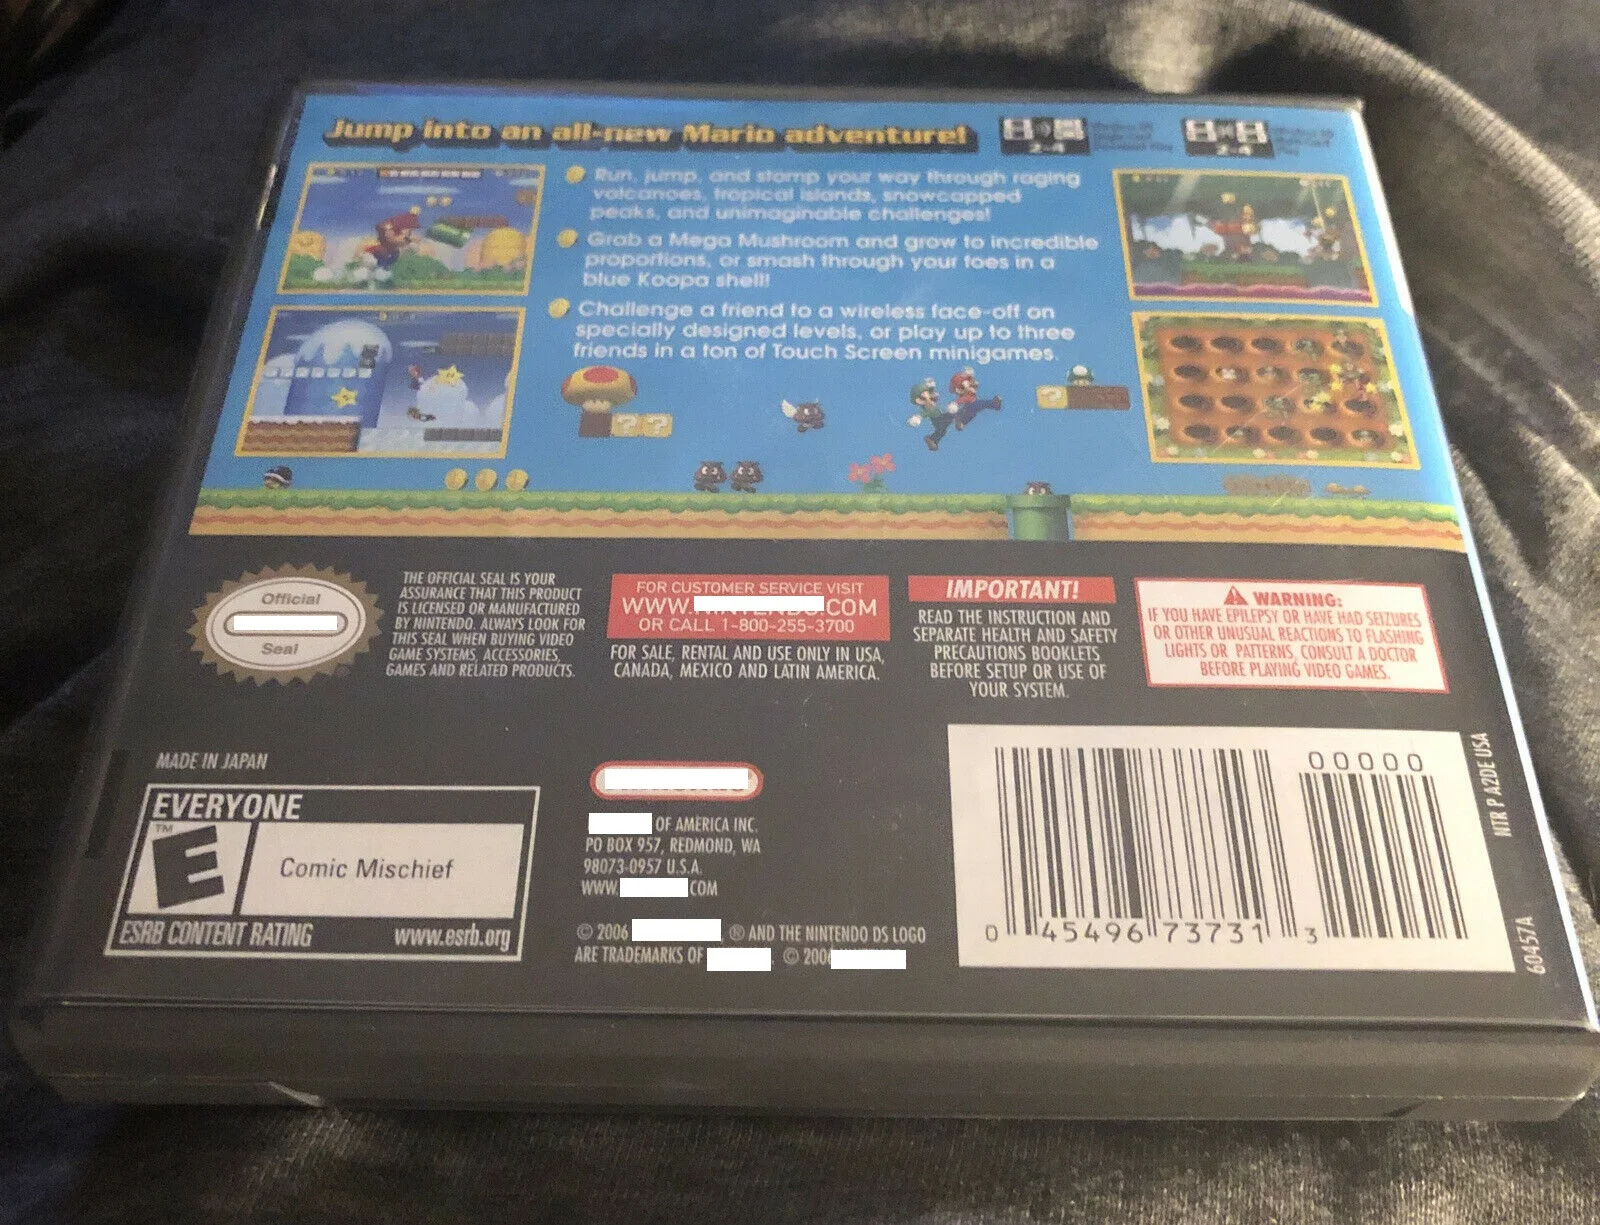 Jump into an all-new Mario adventure!
2-4
2-4
Run, jump, and stomp your way through raging
volcanoes, tropical islands, snowcapped
peaks, and unimaginable challenges!
Grab a Mega Mushroom and grow to incredible
proportions, or smash through your foes in a
blue Koopa shell!
Challenge a friend to a wireless face-off on
specially designed levels, or play up to three
friends in a ton of Touch Screen minigames.
Official
Seal
THE OFFICIAL SEAL IS YOUR
ASSURANCE THAT THIS PRODUCT
IS LICENSED OR MANUFACTURED
BY NINTENDO. ALWAYS LOOK FOR
THIS SEAL WHEN BUYING VIDEO
GAME SYSTEMS, ACCESSORIES,
GAMES AND RELATED PRODUCTS.
FOR CUSTOMER SERVICE VISIT
WWW. .COM
OR CALL 1-800-255-3700
FOR SALE, RENTAL AND USE ONLY IN USA,
CANADA, MEXICO AND LATIN AMERICA.
IMPORTANT!
READ THE INSTRUCTION AND
SEPARATE HEALTH AND SAFETY
PRECAUTIONS BOOKLETS
BEFORE SETUP OR USE OF
YOUR SYSTEM.
WARNING:
IF YOU HAVE EPILEPSY OR HAVE HAD SEIZURES
OR OTHER UNUSUAL REACTIONS TO FLASHING
LIGHTS OR PATTERNS, CONSULT A DOCTOR
BEFORE PLAYING VIDEO GAMES.
MADE IN JAPAN
EVERYONE
TM
E
Comic Mischief
ESRB CONTENT RATING www.esrb.org
OF AMERICA INC.
PO BOX 957, REDMOND, WA
98073-0957 U.S.A.
WWW. COM
© 2006 . ® AND THE NINTENDO DS LOGO
ARE TRADEMARKS OF . © 2006
00000
0 45496 73731 3
NTR P A2DE USA
60457A